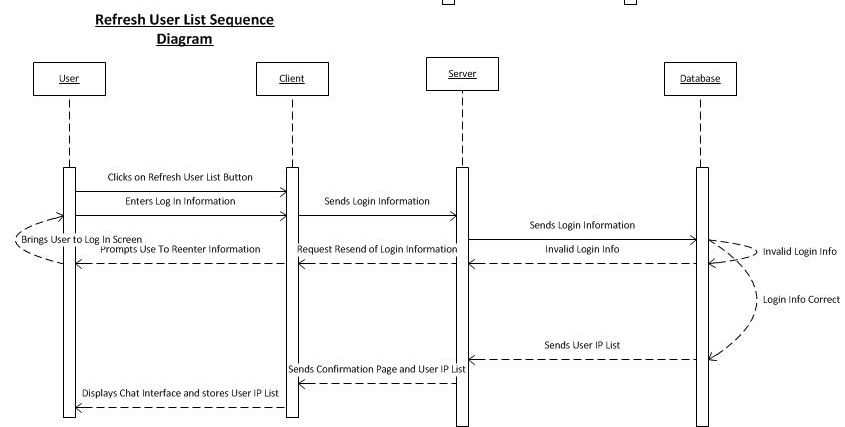 Refresh User List Sequence
Diagram
User
Client
Server
Database
Clicks on Refresh User List Button
Enters Log In Information
Sends Login Information
Sends Login Information
Brings User to Log In Screen
Prompts Use To Reenter Information
Request Resend of Login Information
Invalid Login Info
Invalid Login Info
Login Info Correct
Sends User IP List
Sends Confirmation Page and User IP List
Displays Chat Interface and stores User IP List